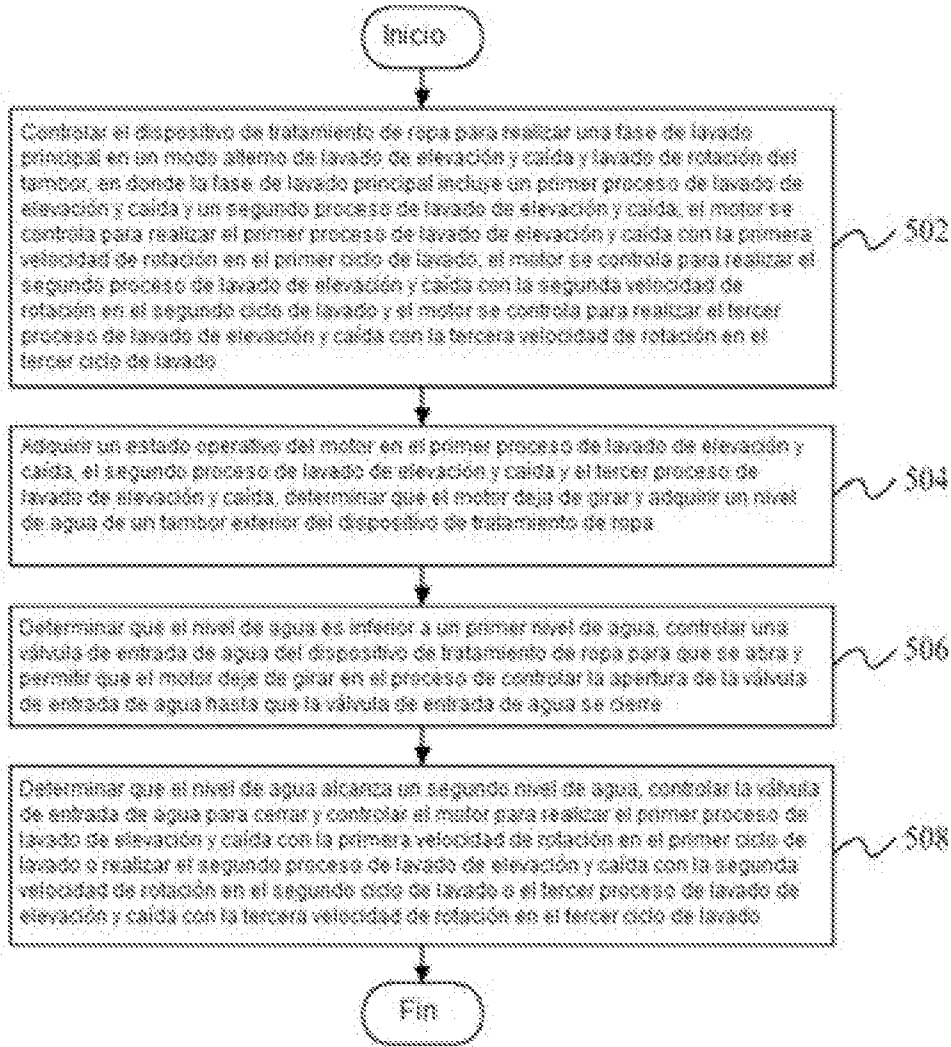 Inicio
Controlar el dispositivo de tratamiento de ropa para realizar una fase de lavado
principal en un modo alterno de lavado de elevación y caída y lavado de rotación del
tambor, en donde la fase de lavado principal incluye un primer proceso de lavado de
elevación y caída y un segundo proceso de lavado de elevación y caída, el motor se
controla para realizar el primer proceso de lavado de elevación y caída con la primera
velocidad de rotación en el primer ciclo de lavado, el motor se controla para realizar el
segundo proceso de lavado de elevación y caída con la segunda velocidad de
rotación en el segundo ciclo de lavado y el motor se controla para realizar el tercer
proceso de lavado de elevación y caída con la tercera velocidad de rotación en el
tercer ciclo de lavado
502
Adquirir un estado operativo del motor en el primer proceso de lavado de elevación y
caída, el segundo proceso de lavado de elevación y caída y el tercer proceso de
lavado de elevación y caída, determinar que el motor deja de girar y adquirir un nivel
de agua de un tambor exterior del dispositivo de tratamiento de ropa
504
Determinar que el nivel de agua es inferior a un primer nivel de agua, controlar una
válvula de entrada de agua del dispositivo de tratamiento de ropa para que se abra y
permitir que el motor deje de girar en el proceso de controlar la apertura de la válvula
de entrada de agua hasta que la válvula de entrada de agua se cierre
506
Determinar que el nivel de agua alcanza un segundo nivel de agua, controlar la válvula
de entrada de agua para cerrar y controlar el motor para realizar el primer proceso de
lavado de elevación y caída con la primera velocidad de rotación en el primer ciclo de
lavado o realizar el segundo proceso de lavado de elevación y caída con la segunda
velocidad de rotación en el segundo ciclo de lavado o el tercer proceso de lavado de
elevación y caída con la tercera velocidad de rotación en el tercer ciclo de lavado
508
Fin